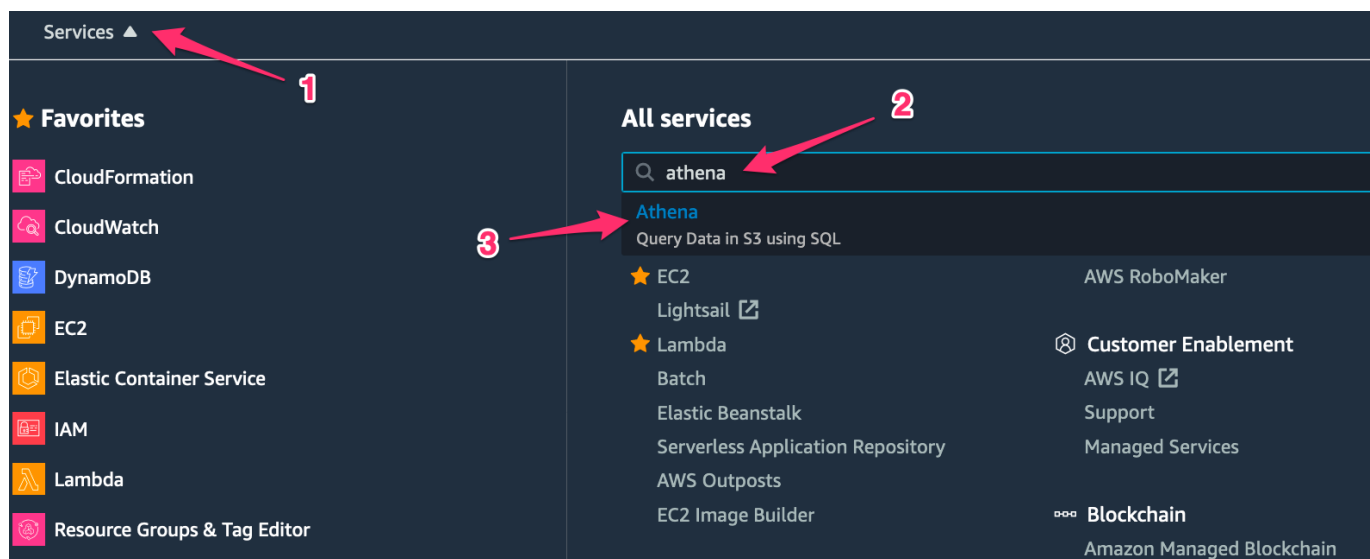 Services ▲
1
Favorites
CloudFormation
CloudWatch
DynamoDB
EC2
Elastic Container Service
IAM
Lambda
Resource Groups & Tag Editor
All services
2
athena
3
Athena
Query Data in S3 using SQL
EC2
Lightsail
Lambda
Batch
Elastic Beanstalk
Serverless Application Repository
AWS Outposts
EC2 Image Builder
AWS RoboMaker
Customer Enablement
AWS IQ
Support
Managed Services
Blockchain
Amazon Managed Blockchain